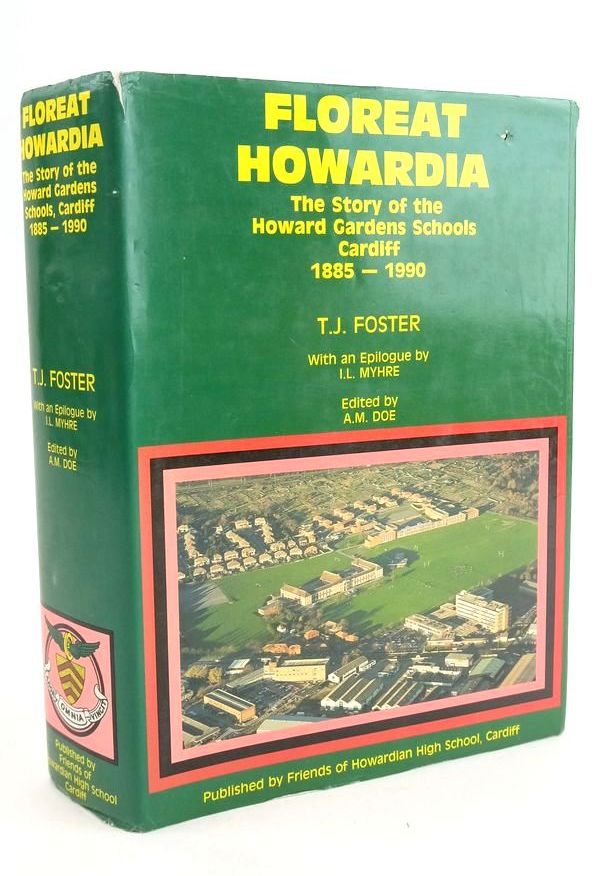 FLOREAT
HOWARDIA
The Story of the
Howard Gardens
Schools, Cardiff
1885 — 1990
T.J. FOSTER
With an Epilogue by
I.L. MYHRE
Edited by
A.M. DOE
OMNIA
Published by
Friends of
Howardian High School
Cardiff
FLOREAT
HOWARDIA
The Story of the
Howard Gardens Schools
Cardiff
1885 — 1990
T.J. FOSTER
With an Epilogue by
I.L. MYHRE
Edited by
A.M. DOE
Published by Friends of Howardian High School, Cardiff